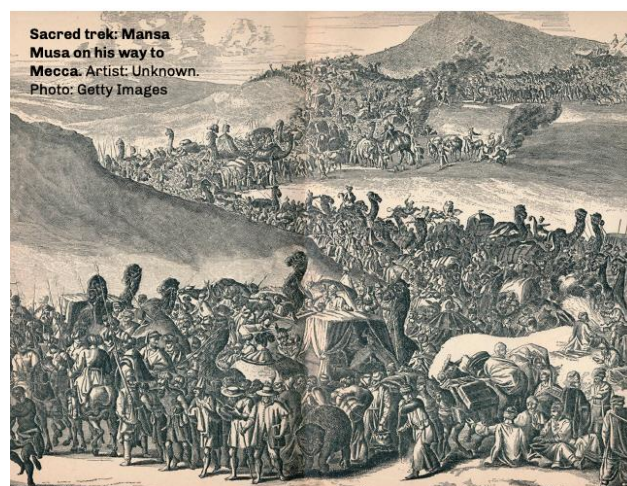 Sacred trek: Mansa
Musa on his way to
Mecca. Artist: Unknown.
Photo: Getty Images